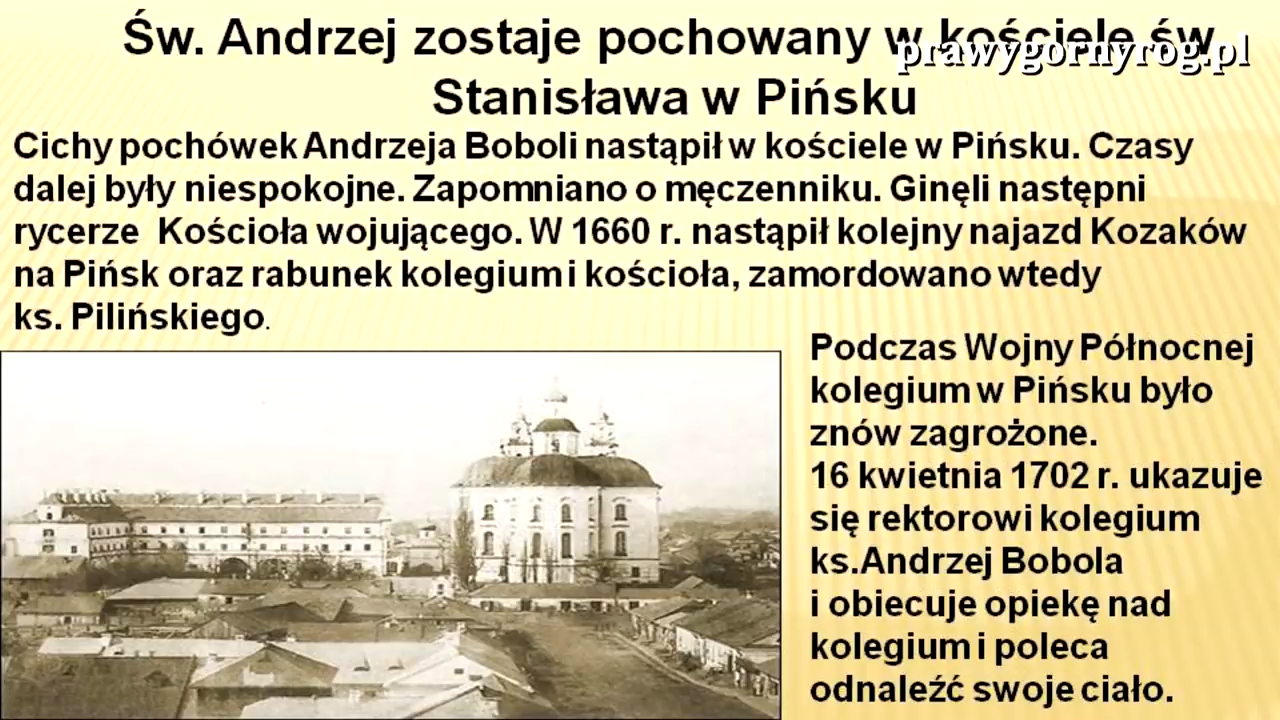 Św. Andrzej zostaje pochowany w kościele św.
prawygornyrog.pl
Stanisława w Pińsku
Cichy pochówek Andrzeja Boboli nastąpił w kościele w Pińsku. Czasy
dalej były niespokojne. Zapomniano o męczenniku. Ginęli następni
rycerze Kościoła wojującego. W 1660 r. nastąpił kolejny najazd Kozaków
na Pińsk oraz rabunek kolegium i kościoła, zamordowano wtedy
ks. Pilińskiego.
Podczas Wojny Północnej
kolegium w Pińsku było
znów zagrożone.
16 kwietnia 1702 r. ukazuje
się rektorowi kolegium
ks.Andrzej Bobola
i obiecuje opiekę nad
kolegium i poleca
odnaleźć swoje ciało.